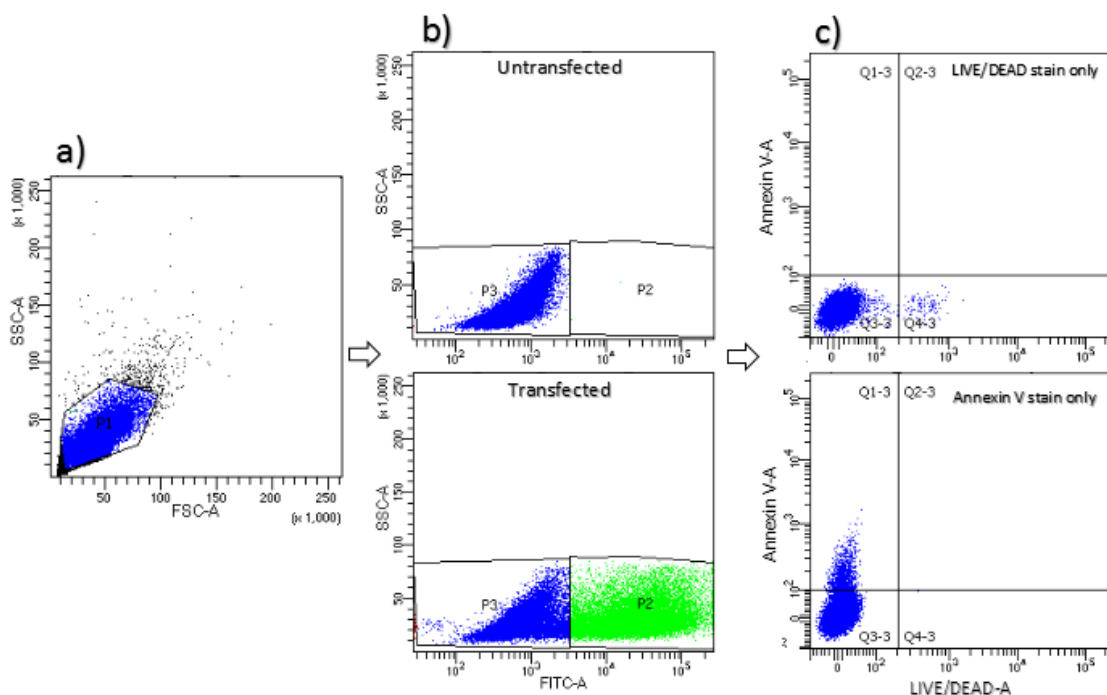 a)
SSC-A
(x 1,000)
50
100
150
200
250
P1
50
100
150
200
250
FSC-A
(x 1,000)
b)
Untransfected
SSC-A
(x 1,000)
50
100
150
200
250
P3
P2
10²
10³
10⁴
10⁵
Transfected
SSC-A
(x 1,000)
50
100
150
200
250
P3
P2
10²
10³
10⁴
10⁵
FITC-A
c)
Q1-3
Q2-3
LIVE/DEAD stain only
Annexin V-A
10⁵
10⁴
10³
10²
0
Q3-3
Q4-3
0
10²
10³
10⁴
10⁵
Q1-3
Q2-3
Annexin V stain only
Annexin V-A
10⁵
10⁴
10³
10²
0
2
Q3-3
Q4-3
0
10²
10³
10⁴
10⁵
LIVE/DEAD-A